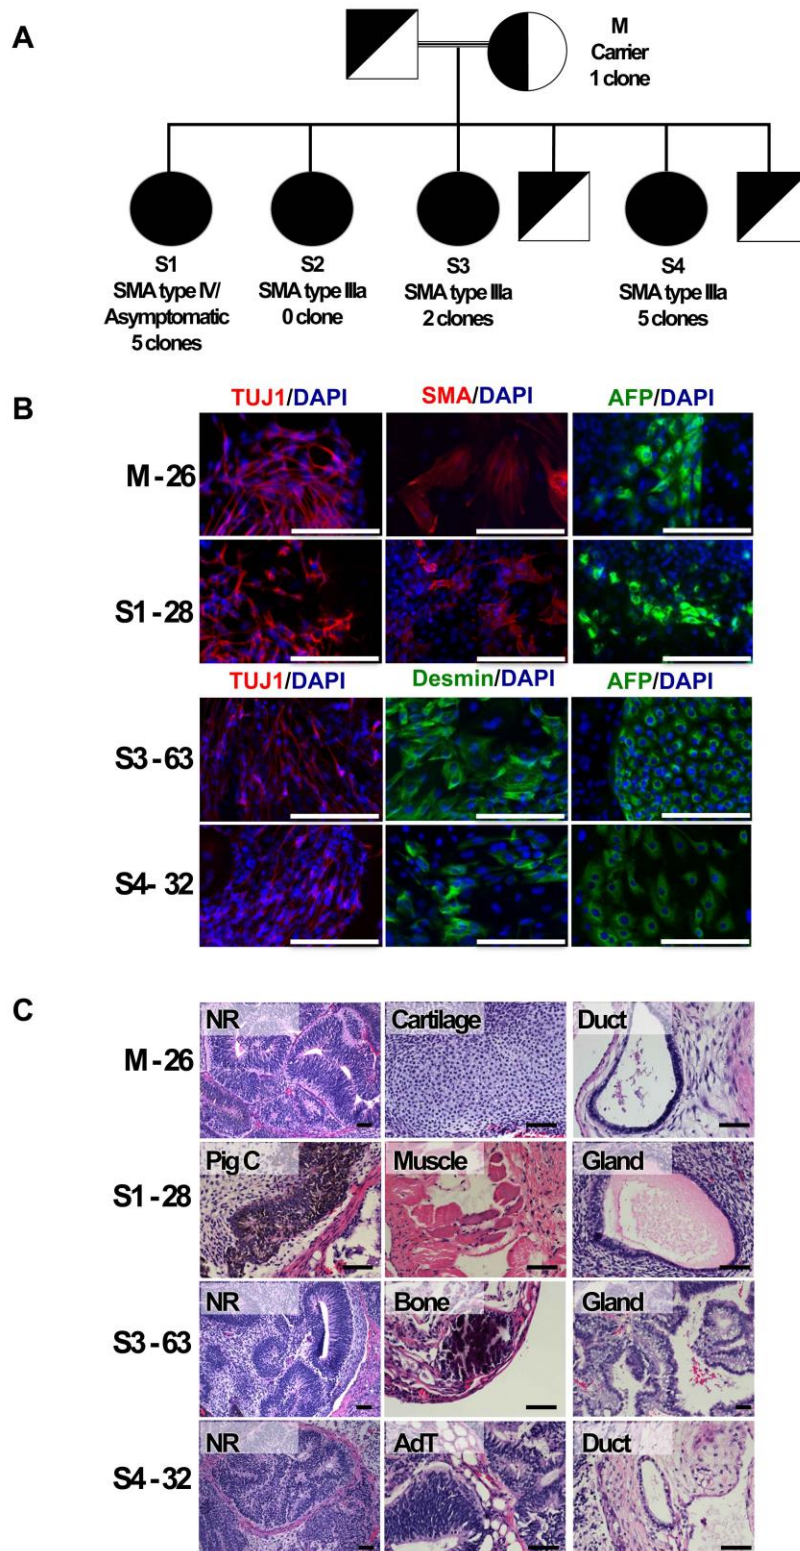 A
M
Carrier
1 clone
S1
SMA type IV/
Asymptomatic
5 clones
S2
SMA type IIIa
0 clone
S3
SMA type IIIa
2 clones
S4
SMA type IIIa
5 clones
B
TUJ1/DAPI SMA/DAPI AFP/DAPI
M-26
S1-28
TUJ1/DAPI Desmin/DAPI AFP/DAPI
S3-63
S4-32
C
M-26
NR Cartilage Duct
S1-28
Pig C Muscle Gland
S3-63
NR Bone Gland
S4-32
NR AdT Duct